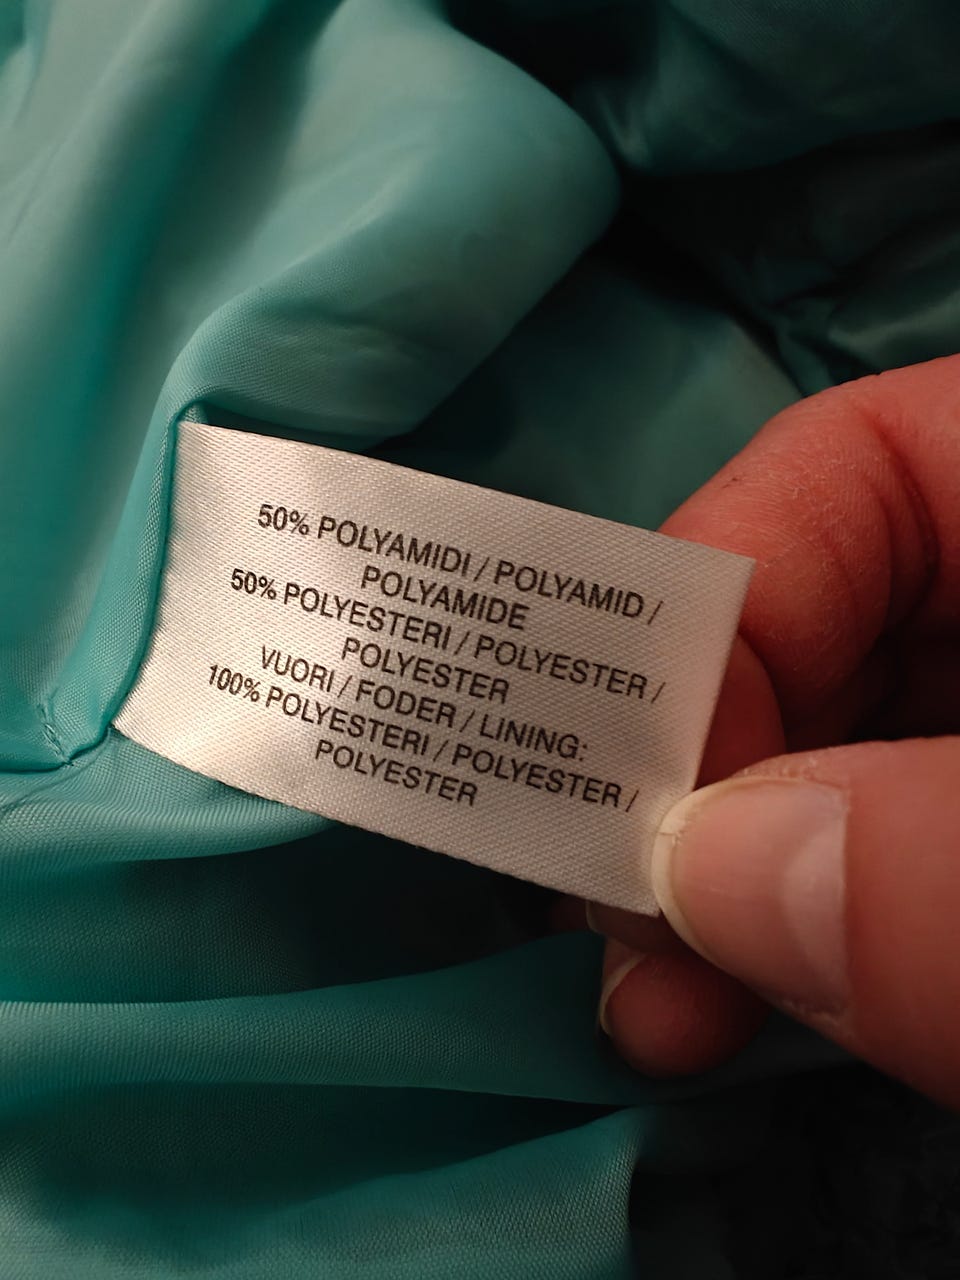 50% POLYAMIDI / POLYAMID /
POLYAMIDE
50% POLYESTERI / POLYESTER /
POLYESTER
VUORI / FODER / LINING:
100% POLYESTERI / POLYESTER /
POLYESTER